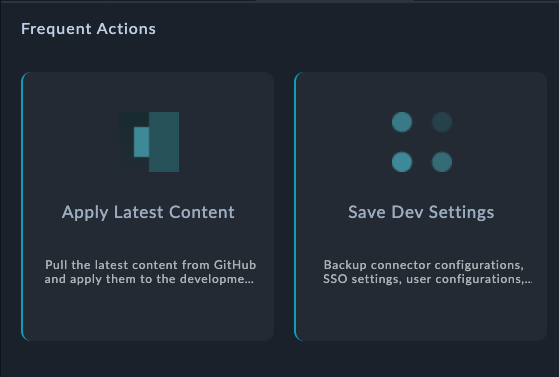 Frequent Actions
Apply Latest Content
Pull the latest content from GitHub
and apply them to the developme...
Save Dev Settings
Backup connector configurations,
SSO settings, user configurations,...